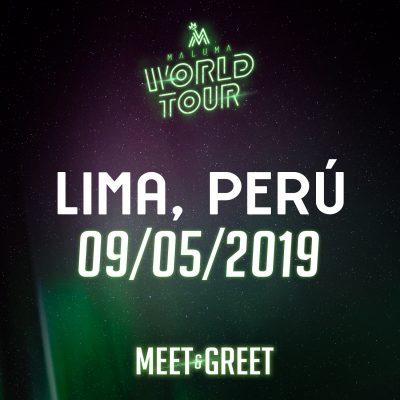 MALUMA
WORLD
TOUR
LIMA, PERÚ
09/05/2019
MEET&GREET